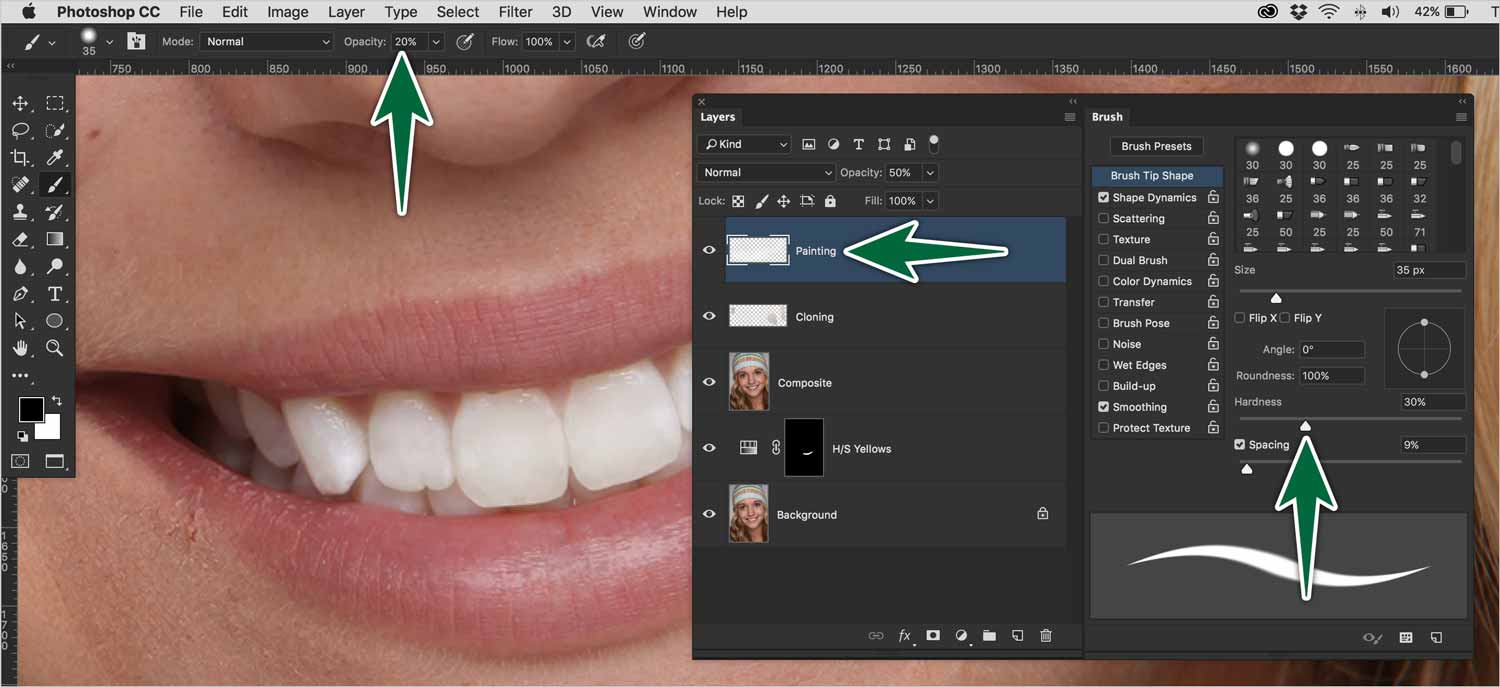 Photoshop CC File Edit Image Layer Type Select Filter 3D View Window Help 42% T
35 Mode: Normal Opacity: 20% Flow: 100%
750 800 850 900 950 1000 1050 1100 1150 1200 1250 1300 1350 1400 1450 1500 1550 1600
Layers
Kind
Normal Opacity: 50%
Lock: Fill: 100%
Painting
Cloning
Composite
H/S Yellows
Background
fx
Brush
Brush Presets
Brush Tip Shape
Shape Dynamics
Scattering
Texture
Dual Brush
Color Dynamics
Transfer
Brush Pose
Noise
Wet Edges
Build-up
Smoothing
Protect Texture
30 30 30 25 25 25
36 25 36 36 36 32
25 50 25 25 50 71
Size 35 px
Flip X Flip Y
Angle: 0°
Roundness: 100%
Hardness 30%
Spacing 9%